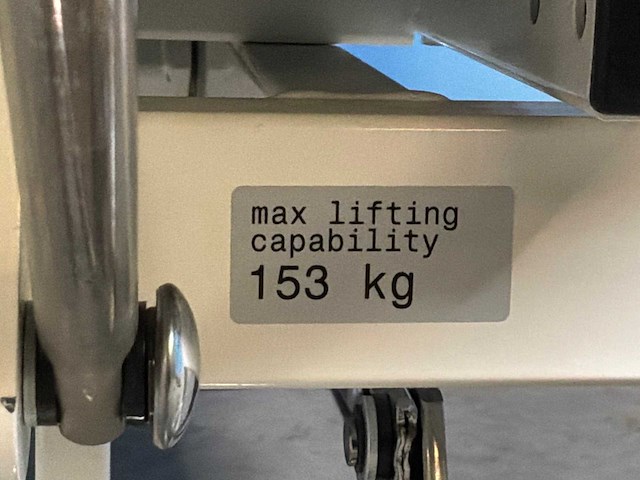 max lifting
capability
153 kg